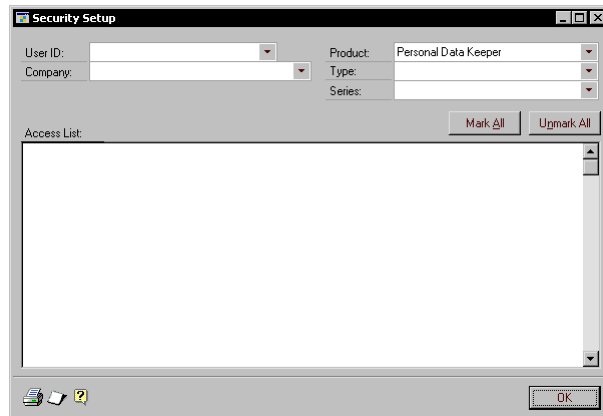 Security Setup
User ID:
Company:
Product: Personal Data Keeper
Type:
Series:
Mark All
Unmark All
Access List:
OK